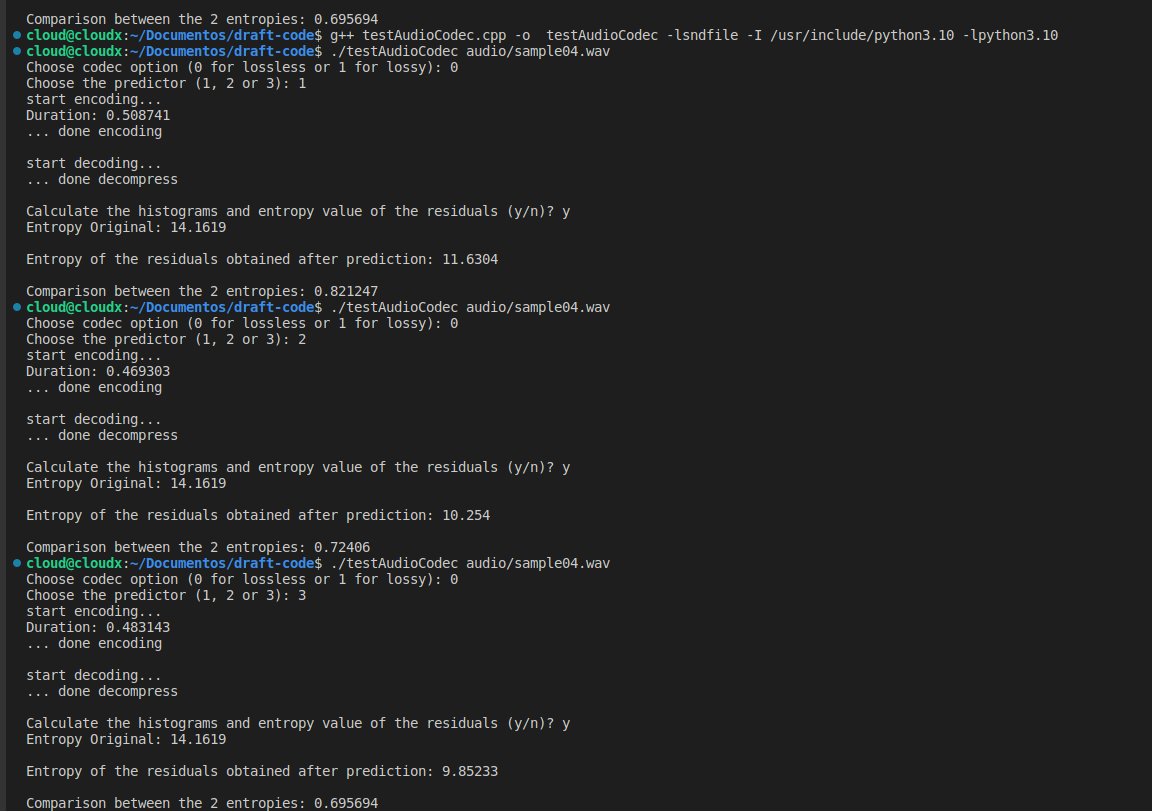 Comparison between the 2 entropies: 0.695694
cloud@cloudx:~/Documentos/draft-code$ g++ testAudioCodec.cpp -o  testAudioCodec -lsndfile -I /usr/include/python3.10 -lpython3.10
cloud@cloudx:~/Documentos/draft-code$ ./testAudioCodec audio/sample04.wav
Choose codec option (0 for lossless or 1 for lossy): 0
Choose the predictor (1, 2 or 3): 1
start encoding...
Duration: 0.508741
... done encoding
start decoding...
... done decompress
Calculate the histograms and entropy value of the residuals (y/n)? y
Entropy Original: 14.1619
Entropy of the residuals obtained after prediction: 11.6304
Comparison between the 2 entropies: 0.821247
cloud@cloudx:~/Documentos/draft-code$ ./testAudioCodec audio/sample04.wav
Choose codec option (0 for lossless or 1 for lossy): 0
Choose the predictor (1, 2 or 3): 2
start encoding...
Duration: 0.469303
... done encoding
start decoding...
... done decompress
Calculate the histograms and entropy value of the residuals (y/n)? y
Entropy Original: 14.1619
Entropy of the residuals obtained after prediction: 10.254
Comparison between the 2 entropies: 0.72406
cloud@cloudx:~/Documentos/draft-code$ ./testAudioCodec audio/sample04.wav
Choose codec option (0 for lossless or 1 for lossy): 0
Choose the predictor (1, 2 or 3): 3
start encoding...
Duration: 0.483143
... done encoding
start decoding...
... done decompress
Calculate the histograms and entropy value of the residuals (y/n)? y
Entropy Original: 14.1619
Entropy of the residuals obtained after prediction: 9.85233
Comparison between the 2 entropies: 0.695694